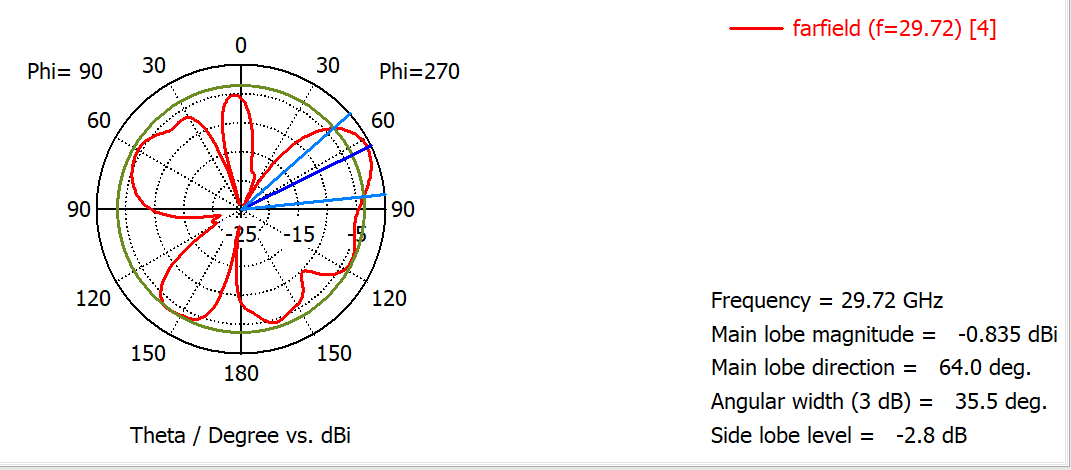 farfield (f=29.72) [4]
0
30
30
Phi= 90
Phi=270
60
60
90
90
-25
-15
-5
120
120
150
150
180
Theta / Degree vs. dBi
Frequency = 29.72 GHz
Main lobe magnitude = -0.835 dBi
Main lobe direction = 64.0 deg.
Angular width (3 dB) = 35.5 deg.
Side lobe level = -2.8 dB